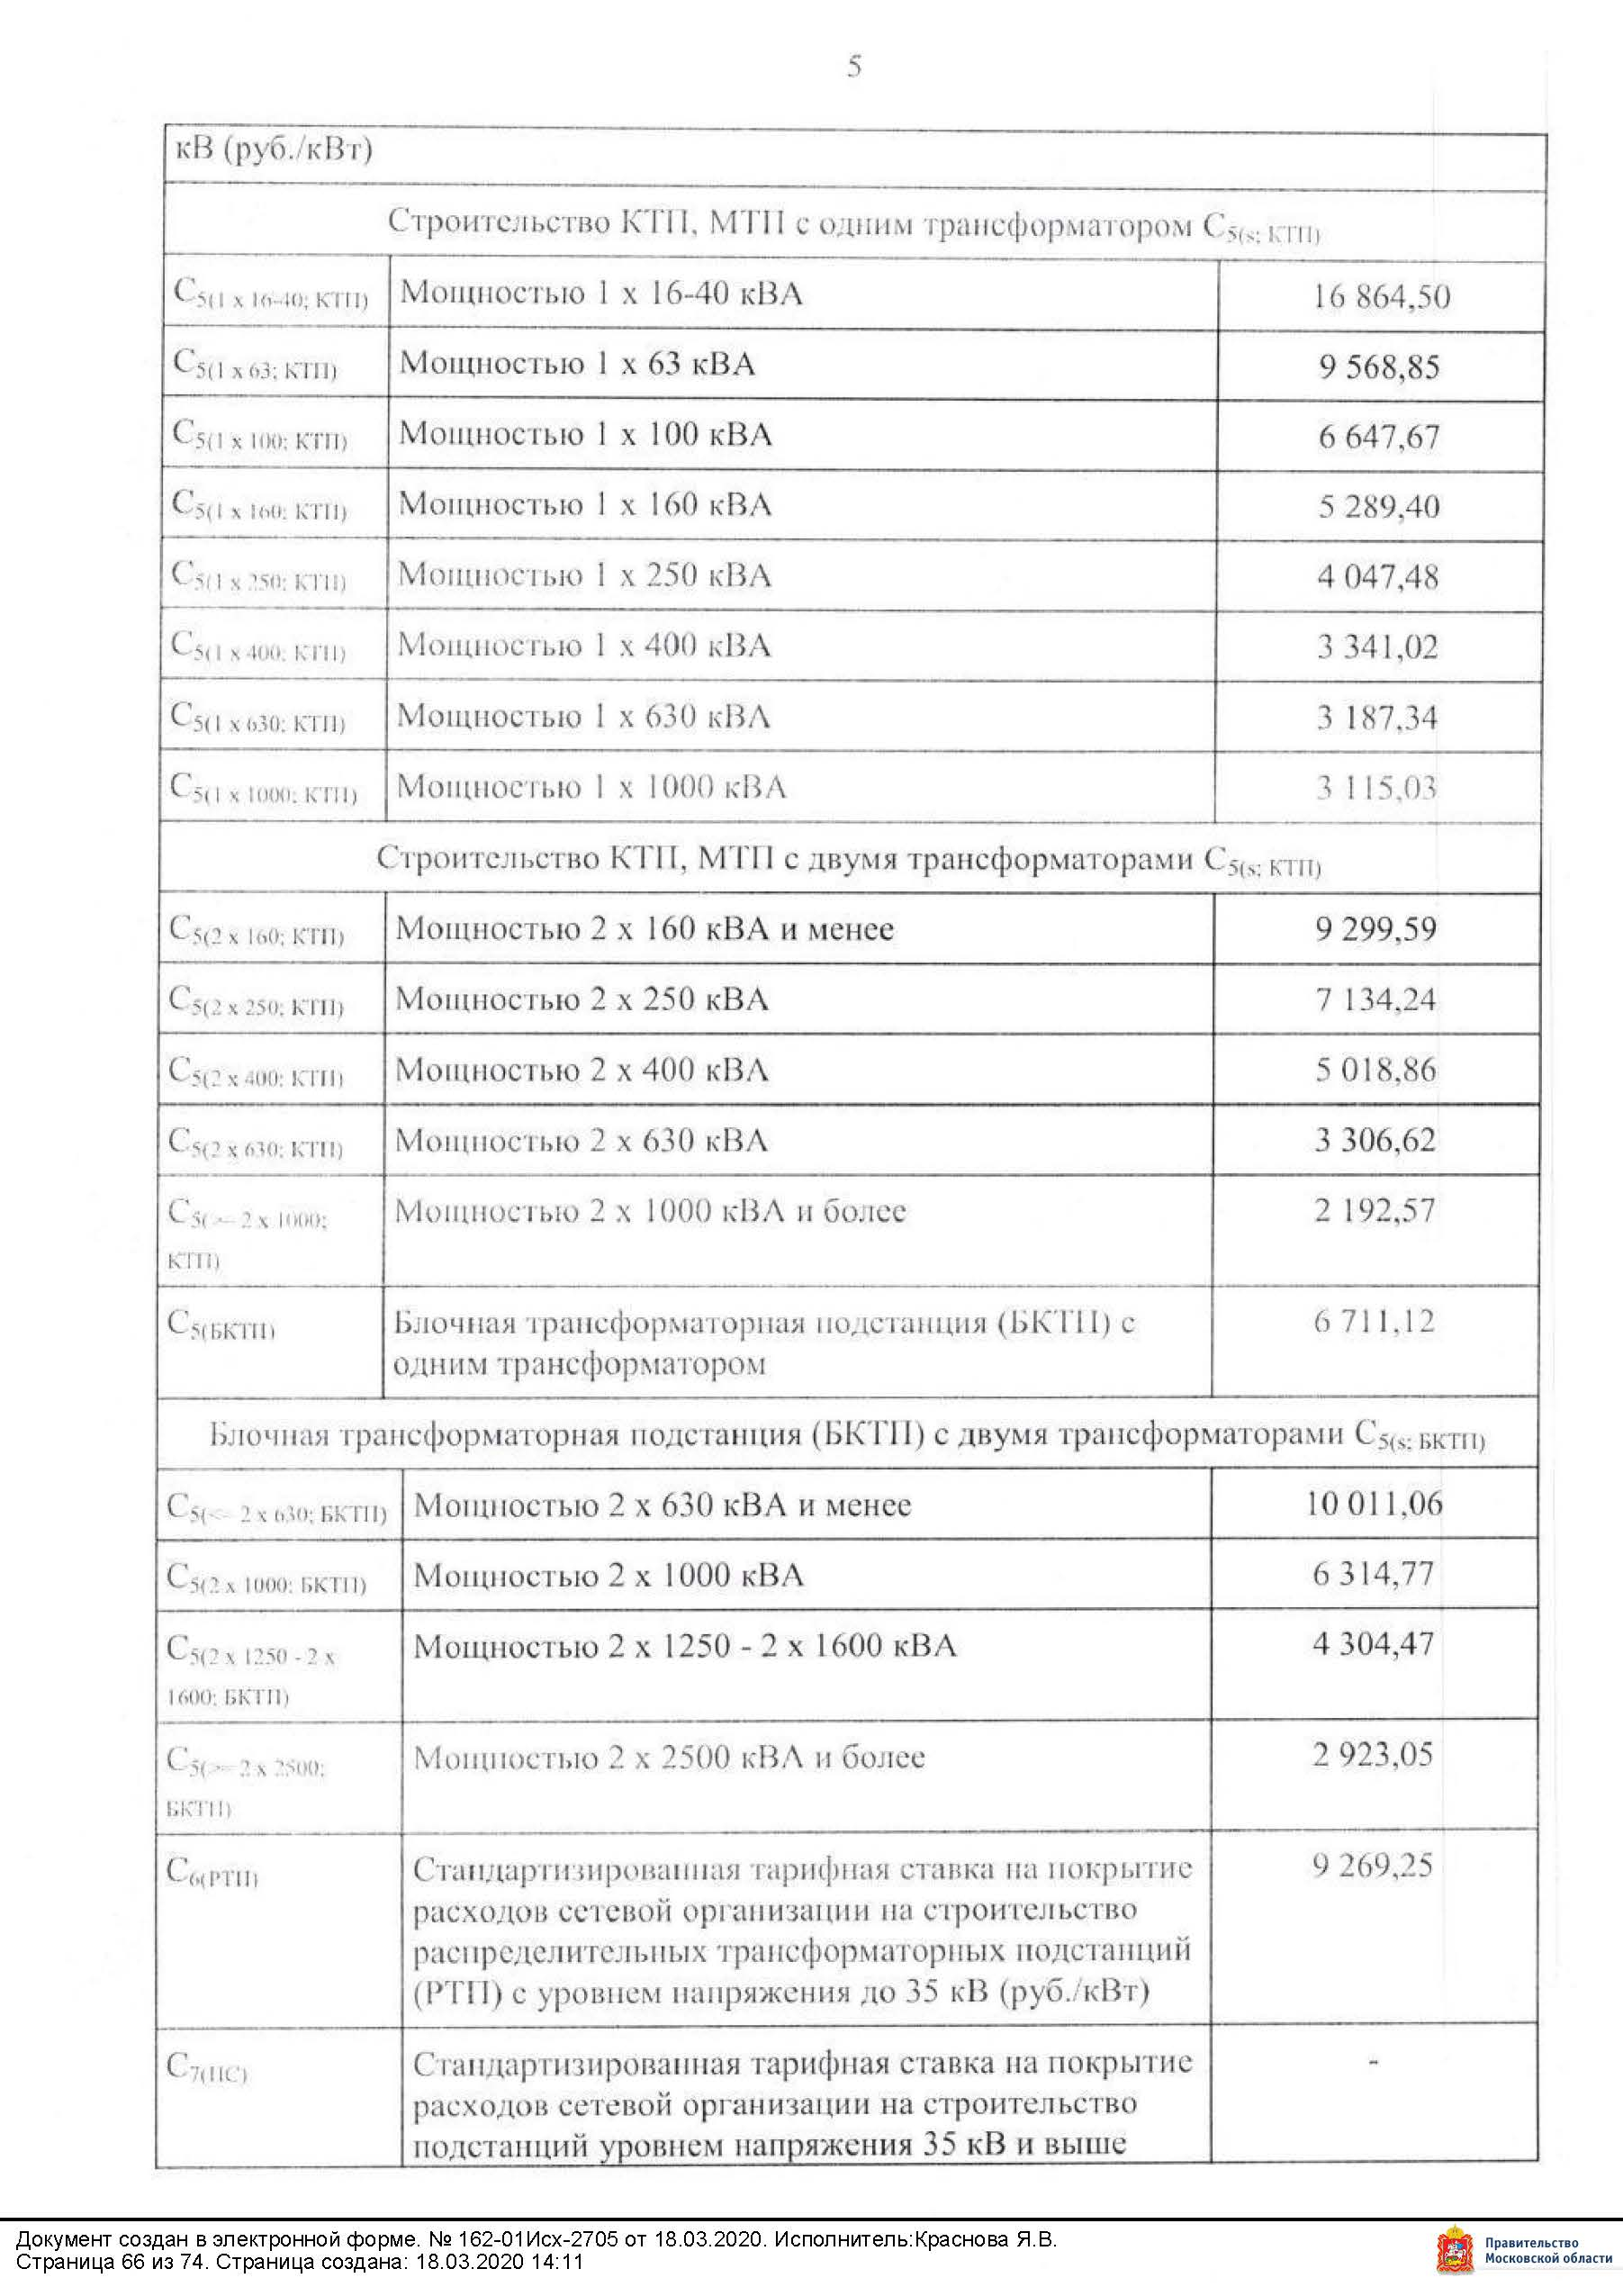 5
кВ (руб./кВт)
Строительство КТП, МТП с одним трансформатором С5(s; КТП)
С5(1 х 16-40; КТП) Мощностью 1 х 16-40 кВА 16 864,50
С5(1 х 63; КТП) Мощностью 1 х 63 кВА 9 568,85
С5(1 х 100; КТП) Мощностью 1 х 100 кВА 6 647,67
С5(1 х 160; КТП) Мощностью 1 х 160 кВА 5 289,40
С5(1 х 250; КТП) Мощностью 1 х 250 кВА 4 047,48
С5(1 х 400; КТП) Мощностью 1 х 400 кВА 3 341,02
С5(1 х 630; КТП) Мощностью 1 х 630 кВА 3 187,34
С5(1 х 1000; КТП) Мощностью 1 х 1000 кВА 3 115,03
Строительство КТП, МТП с двумя трансформаторами С5(s; КТП)
С5(2 х 160; КТП) Мощностью 2 х 160 кВА и менее 9 299,59
С5(2 х 250; КТП) Мощностью 2 х 250 кВА 7 134,24
С5(2 х 400; КТП) Мощностью 2 х 400 кВА 5 018,86
С5(2 х 630; КТП) Мощностью 2 х 630 кВА 3 306,62
С5(>= 2 х 1000; Мощностью 2 х 1000 кВА и более 2 192,57
КТП)
С5(БКТП) Блочная трансформаторная подстанция (БКТП) с 6 711,12
одним трансформатором
Блочная трансформаторная подстанция (БКТП) с двумя трансформаторами С5(s; БКТП)
С5(<= 2 х 630; БКТП) Мощностью 2 х 630 кВА и менее 10 011,06
С5(2 х 1000; БКТП) Мощностью 2 х 1000 кВА 6 314,77
С5(2 х 1250 - 2 х Мощностью 2 х 1250 - 2 х 1600 кВА 4 304,47
1600; БКТП)
С5(>= 2 х 2500; Мощностью 2 х 2500 кВА и более 2 923,05
БКТП)
С6(РТП) Стандартизированная тарифная ставка на покрытие 9 269,25
расходов сетевой организации на строительство
распределительных трансформаторных подстанций
(РТП) с уровнем напряжения до 35 кВ (руб./кВт)
С7(ПС) Стандартизированная тарифная ставка на покрытие -
расходов сетевой организации на строительство
подстанций уровнем напряжения 35 кВ и выше
Документ создан в электронной форме. № 162-01Исх-2705 от 18.03.2020. Исполнитель:Краснова Я.В.
Страница 66 из 74. Страница создана: 18.03.2020 14:11
Правительство
Московской области